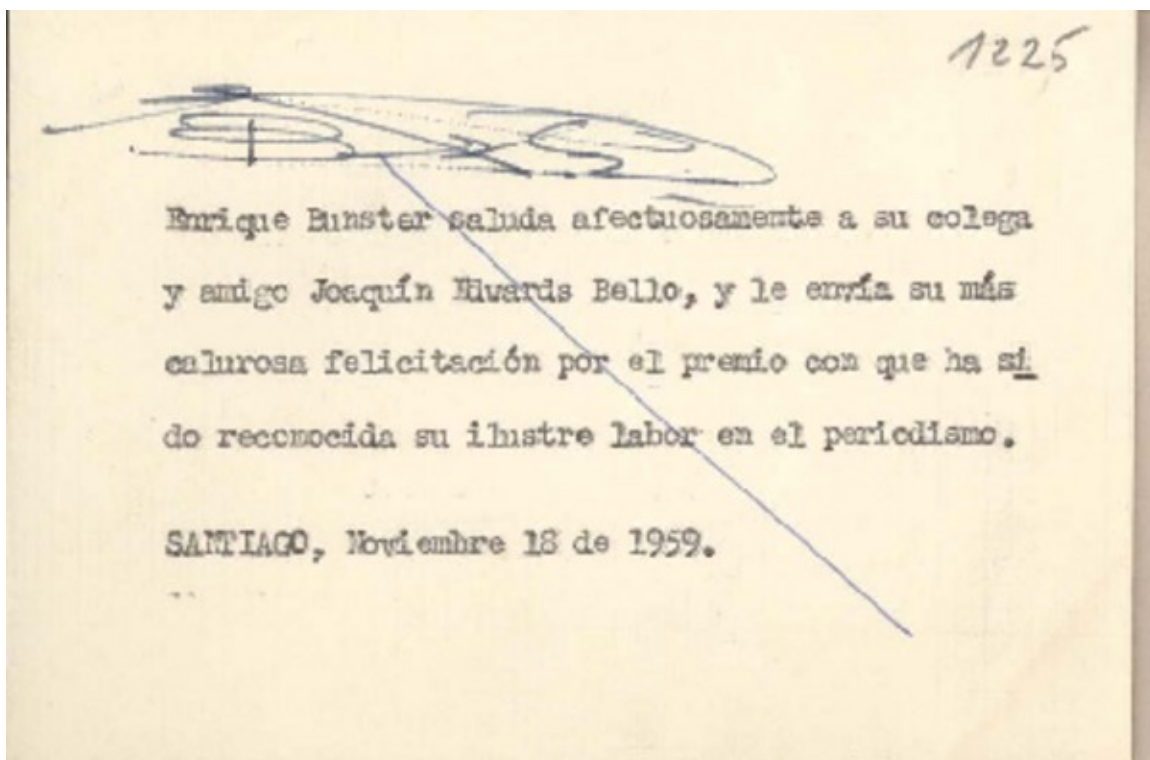 1225
Enrique Bunster saluda afectuosamente a su colega
y amigo Joaquín Edwards Bello, y le envía su más
calurosa felicitación por el premio con que ha si
do reconocida su ilustre labor en el periodismo.
SANTIAGO, Noviembre 18 de 1959.